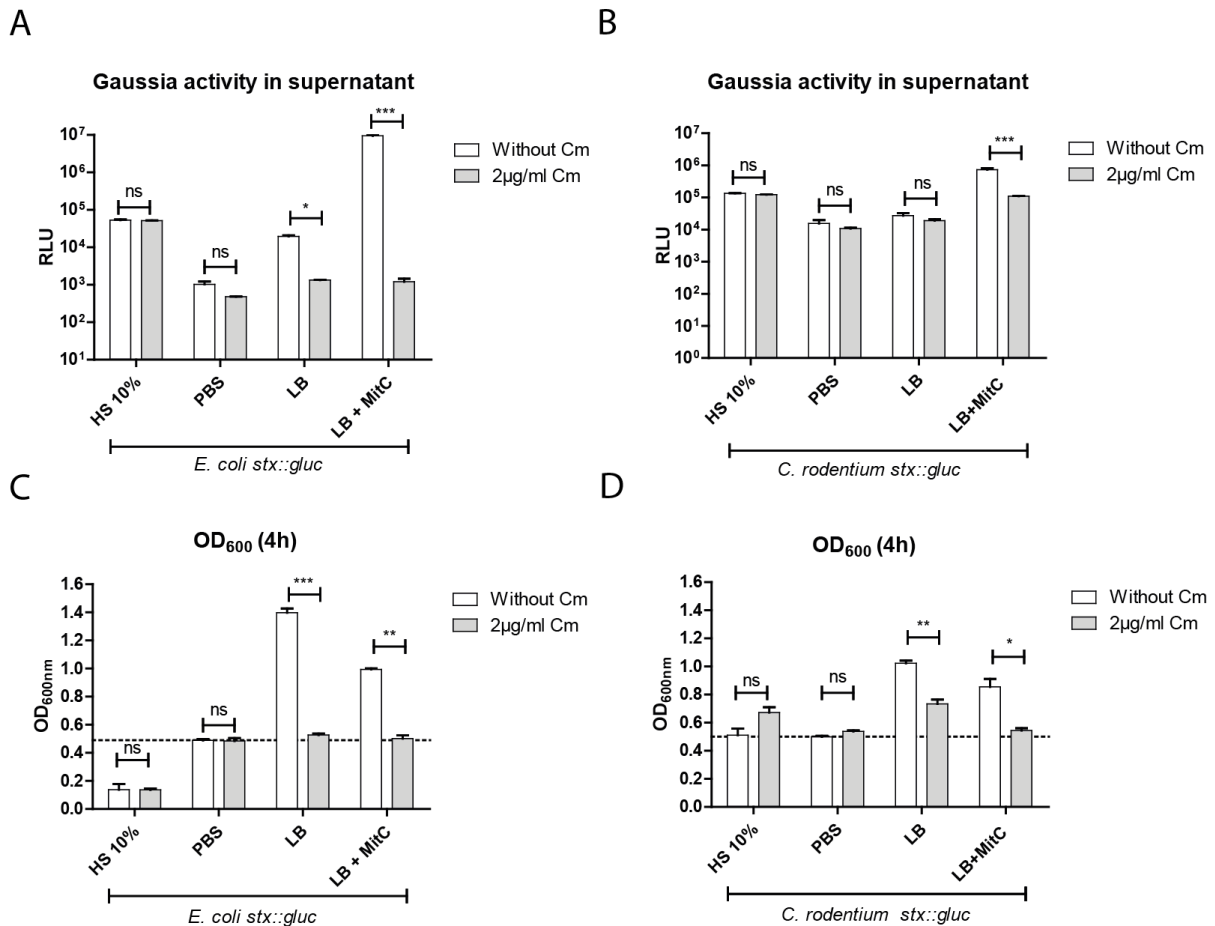 A
Gaussia activity in supernatant
RLU
10⁷
10⁶
10⁵
10⁴
10³
10²
10¹
ns
ns
*
***
Without Cm
2µg/ml Cm
HS 10%
PBS
LB
LB + MitC
E. coli stx::gluc
B
Gaussia activity in supernatant
RLU
10⁷
10⁶
10⁵
10⁴
10³
10²
10¹
10⁰
ns
ns
ns
***
Without Cm
2µg/ml Cm
HS 10%
PBS
LB
LB+MitC
C. rodentium stx::gluc
C
OD₆₀₀ (4h)
OD₆₀₀ₙₘ
1.6
1.4
1.2
1.0
0.8
0.6
0.4
0.2
0.0
ns
ns
***
**
Without Cm
2µg/ml Cm
HS 10%
PBS
LB
LB + MitC
E. coli stx::gluc
D
OD₆₀₀ (4h)
OD₆₀₀ₙₘ
1.6
1.4
1.2
1.0
0.8
0.6
0.4
0.2
0.0
ns
ns
**
*
Without Cm
2µg/ml Cm
HS 10%
PBS
LB
LB+MitC
C. rodentium stx::gluc